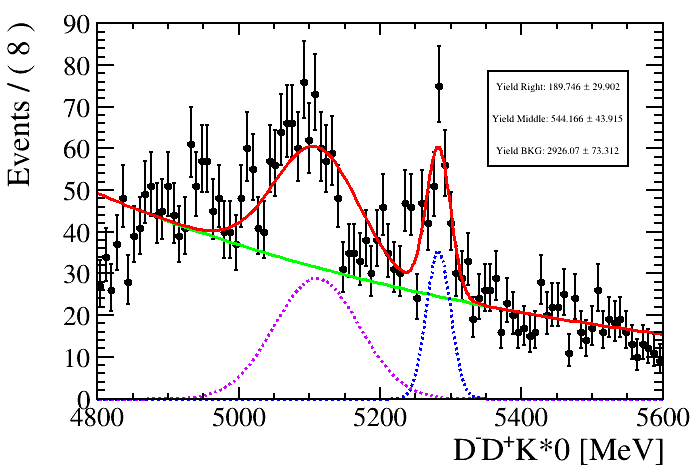 Events / ( 8 )
90
80
70
60
50
40
30
20
10
0
Yield Right: 189.746 ± 29.902
Yield Middle: 544.166 ± 43.915
Yield BKG: 2926.07 ± 73.312
4800 5000 5200 5400 5600
D⁻D⁺K*0 [MeV]